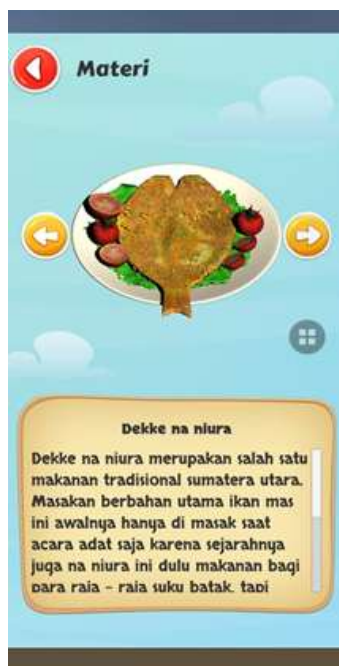 Materi
Dekke na niura
Dekke na niura merupakan salah satu
makanan tradisional sumatera utara.
Masakan berbahan utama ikan mas
ini awalnya hanya di masak saat
acara adat saja karena sejarahnya
juga na niura ini dulu makanan bagi
para raja - raja suku batak. tapi